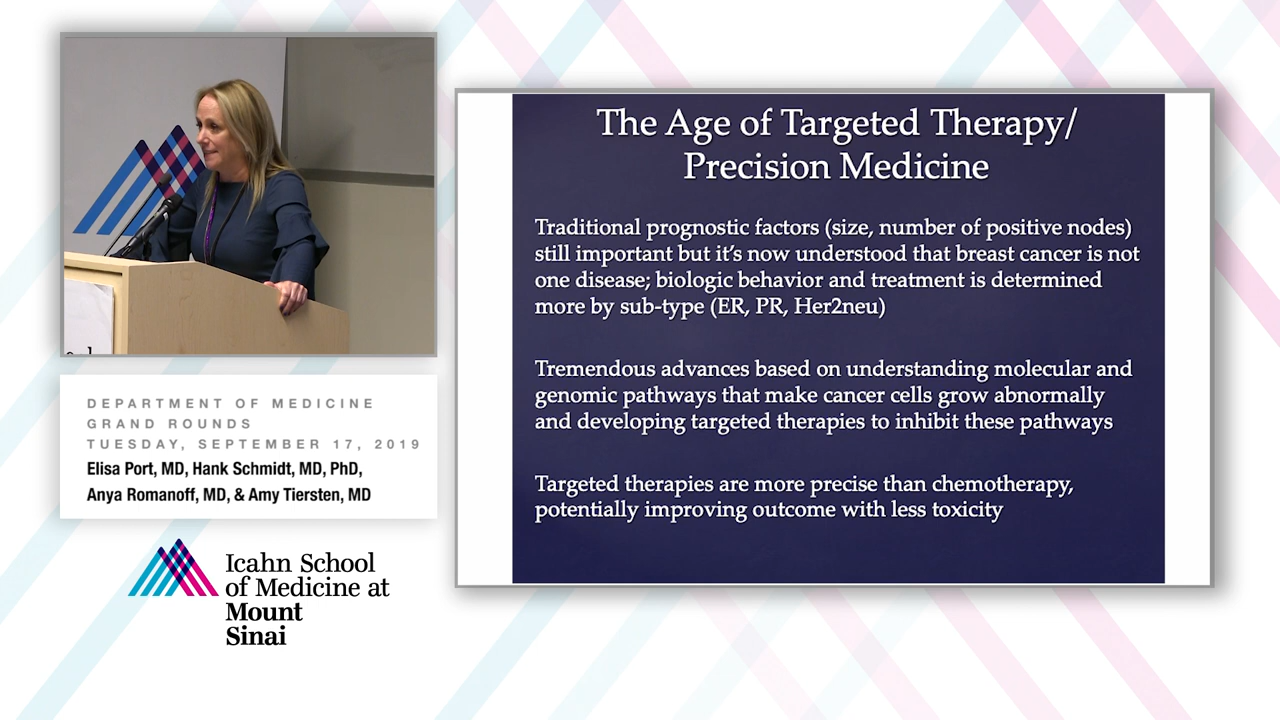 The Age of Targeted Therapy/
Precision Medicine
Traditional prognostic factors (size, number of positive nodes)
still important but it’s now understood that breast cancer is not
one disease; biologic behavior and treatment is determined
more by sub-type (ER, PR, Her2neu)
Tremendous advances based on understanding molecular and
genomic pathways that make cancer cells grow abnormally
and developing targeted therapies to inhibit these pathways
Targeted therapies are more precise than chemotherapy,
potentially improving outcome with less toxicity
DEPARTMENT OF MEDICINE
GRAND ROUNDS
TUESDAY, SEPTEMBER 17, 2019
Elisa Port, MD, Hank Schmidt, MD, PhD,
Anya Romanoff, MD, & Amy Tiersten, MD
Icahn School
of Medicine at
Mount
Sinai